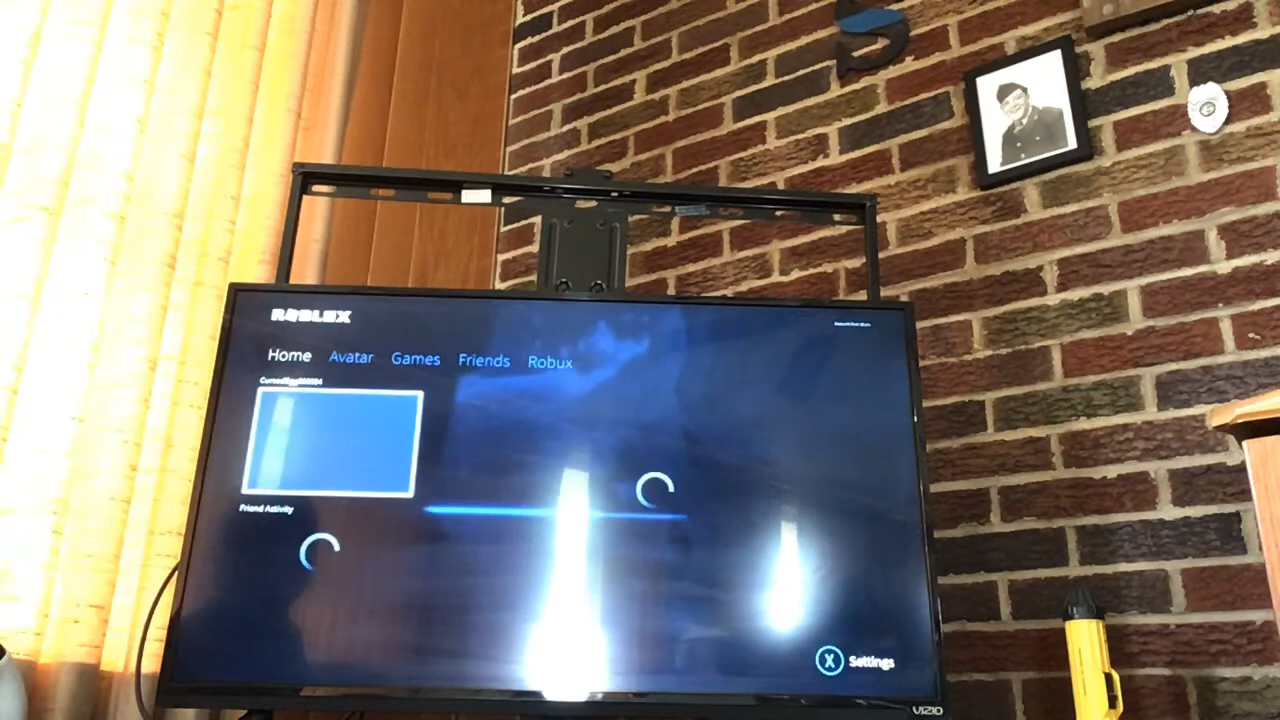 S
ROBLOX
Home Avatar Games Friends Robux
Friend Activity
X Settings
VIZIO